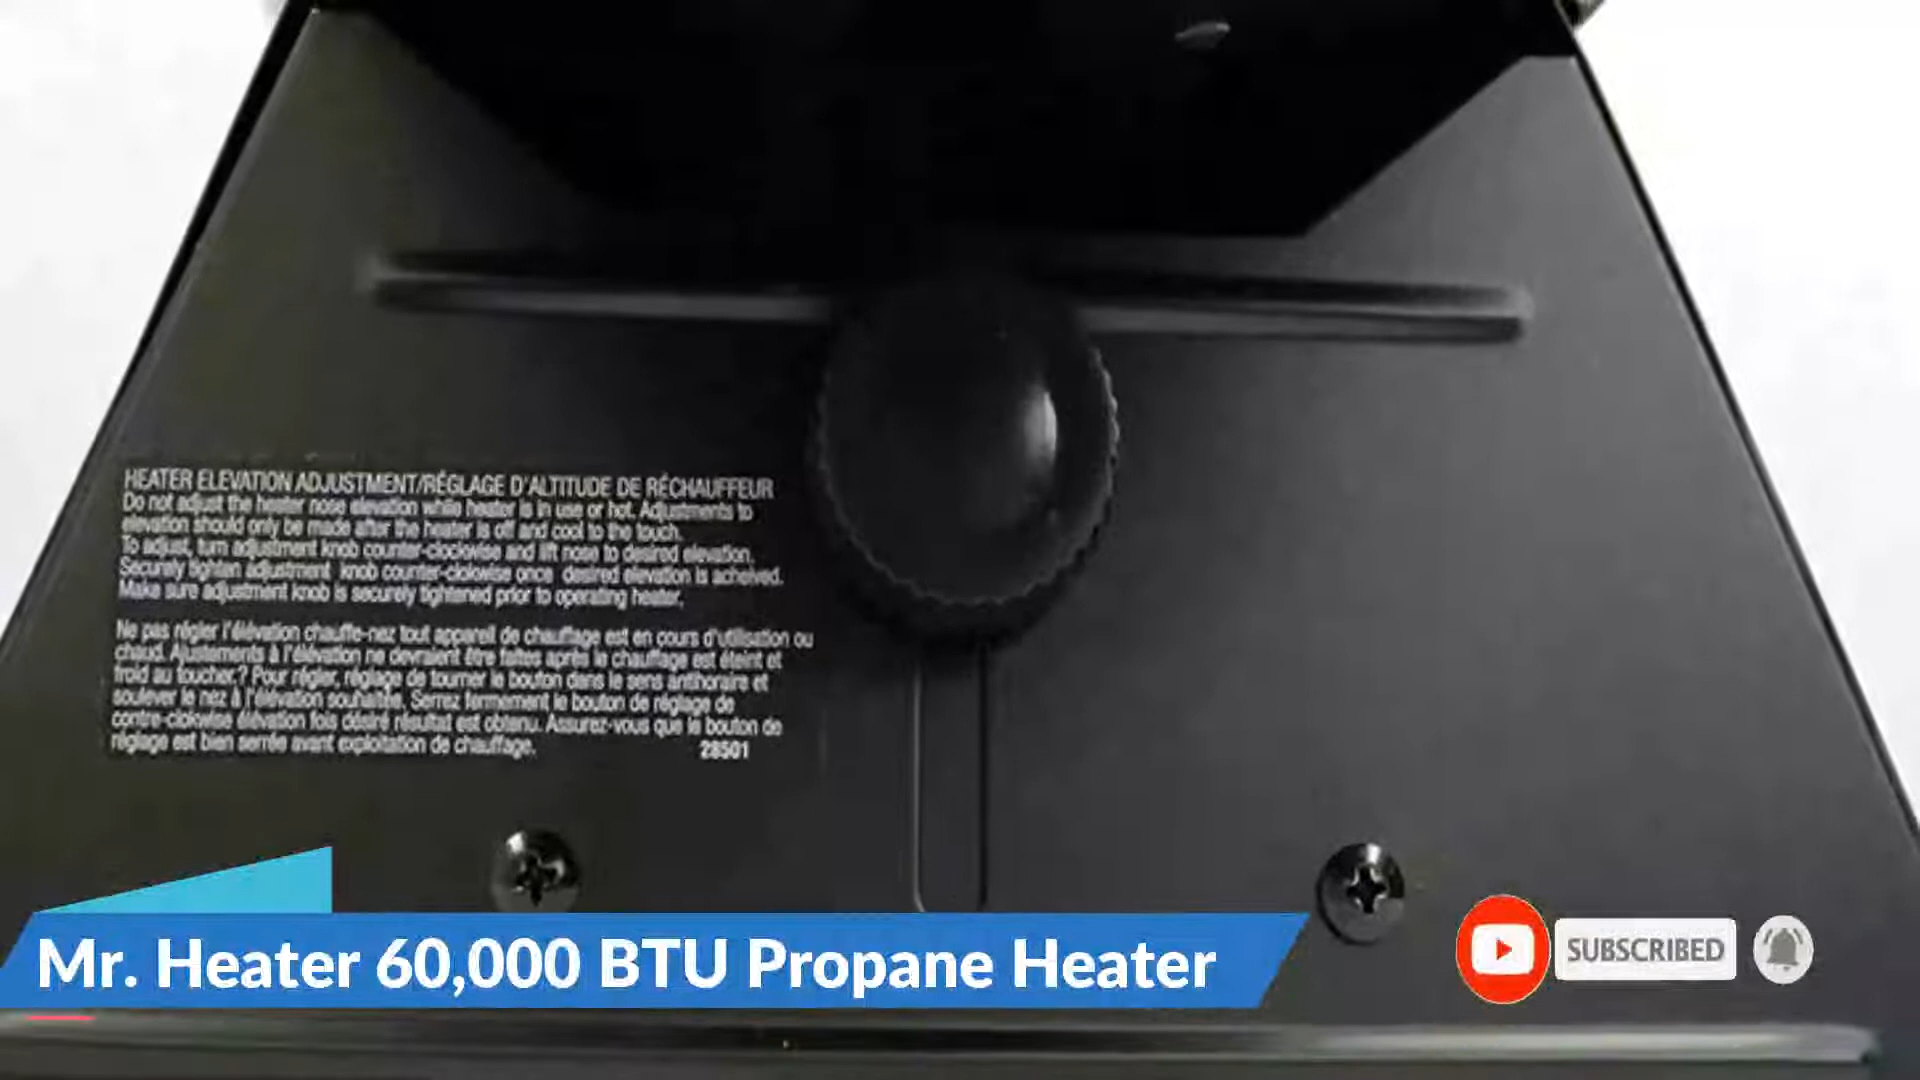 HEATER ELEVATION ADJUSTMENT/RÉGLAGE D'ALTITUDE DE RÉCHAUFFEUR
Do not adjust the heater nose elevation while heater is in use or hot. Adjustments to
elevation should only be made after the heater is off and cool to the touch.
To adjust, turn adjustment knob counter-clockwise and lift nose to desired elevation.
Securely tighten adjustment knob counter-clokwise once desired elevation is acheived.
Make sure adjustment knob is securely tightened prior to operating heater.
Ne pas régler l'élévation chauffe-nez tout appareil de chauffage est en cours d'utilisation ou
chaud. Ajustements à l'élévation ne devraient être faites après le chauffage est éteint et
froid au toucher.? Pour régler, réglage de tourner le bouton dans le sens antihoraire et
soulever le nez à l'élévation souhaitée. Serrez fermement le bouton de réglage de
contre-clokwise élévation fois désiré résultat est obtenu. Assurez-vous que le bouton de
réglage est bien serrée avant exploitation de chauffage.
28501
Mr. Heater 60,000 BTU Propane Heater
SUBSCRIBED